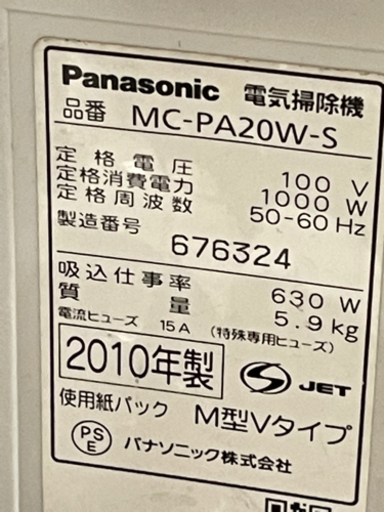 Panasonic 電気掃除機
品番 MC-PA20W-S
定格電圧 100 V
定格消費電力 1000 W
定格周波数 50-60 Hz
製造番号 676324
吸込仕事率 630 W
質量 5.9kg
電流ヒューズ 15A (特殊専用ヒューズ)
2010年製 S JET
使用紙パック M型Vタイプ
PSE パナソニック株式会社